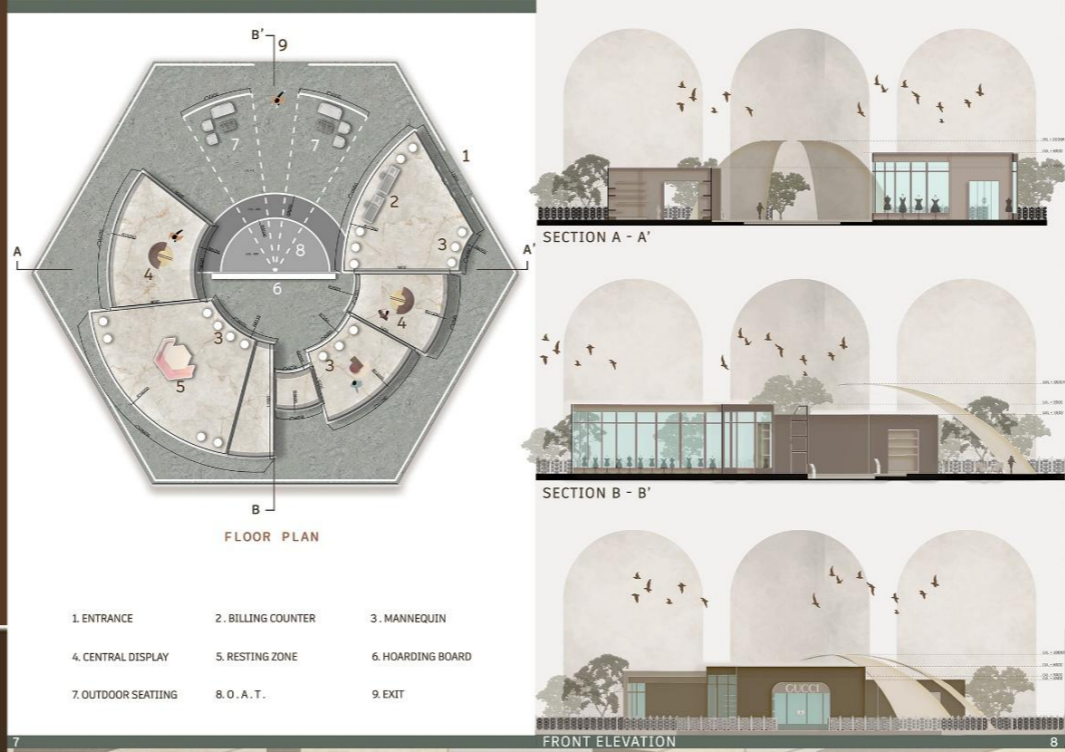 B'
9
1
7
7
2
8
3
A
A'
4
6
4
3
3
5
B
FLOOR PLAN
1. ENTRANCE
2. BILLING COUNTER
3. MANNEQUIN
4. CENTRAL DISPLAY
5. RESTING ZONE
6. HOARDING BOARD
7. OUTDOOR SEATIING
8. O.A.T.
9. EXIT
7
SECTION A - A'
SECTION B - B'
GUCCI
FRONT ELEVATION
8